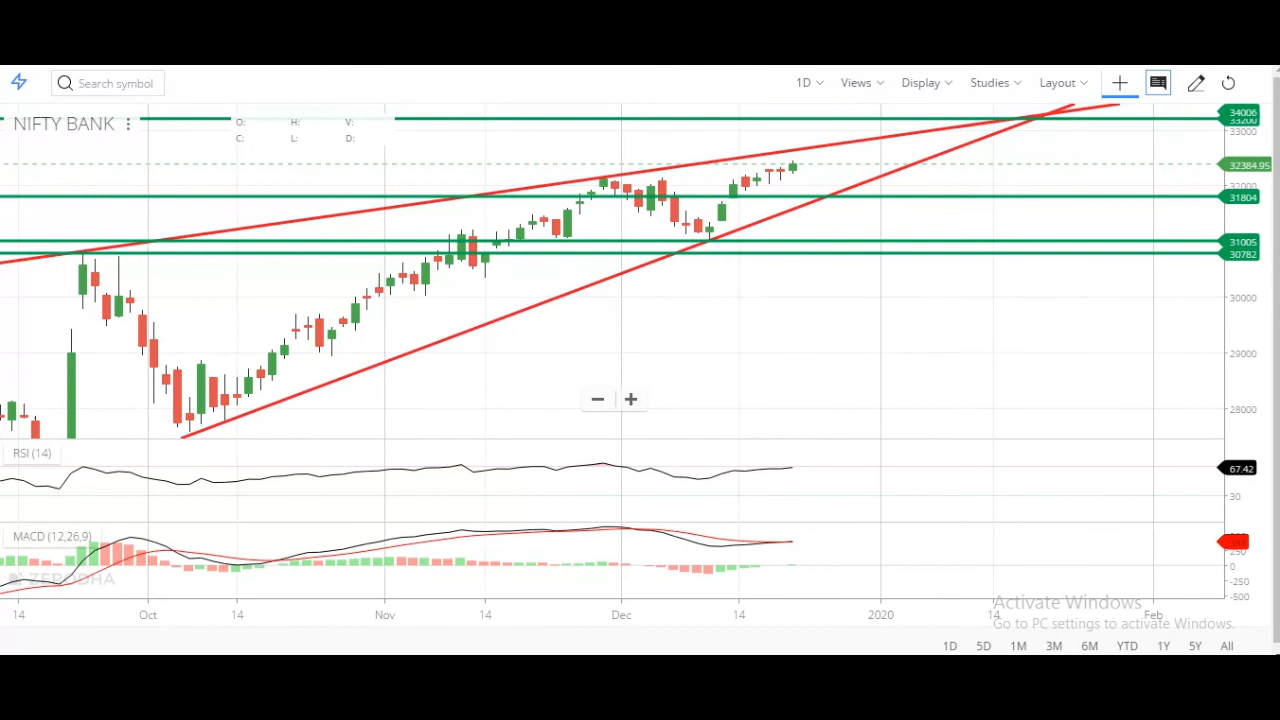 Search symbol
1D Views Display Studies Charts Layout
NIFTY BANK
O: H: V:
C: L: D:
34006
33200
33000
32384.95
32000
31804
31005
30782
30000
29000
28000
RSI (14)
67.42
30
MACD (12,26,9)
250
0
-250
-500
ZERODHA
14 Oct 14 Nov 14 Dec 14 2020 14 Feb
Activate Windows
Go to PC settings to activate Windows.
1D 5D 1M 3M 6M YTD 1Y 5Y All